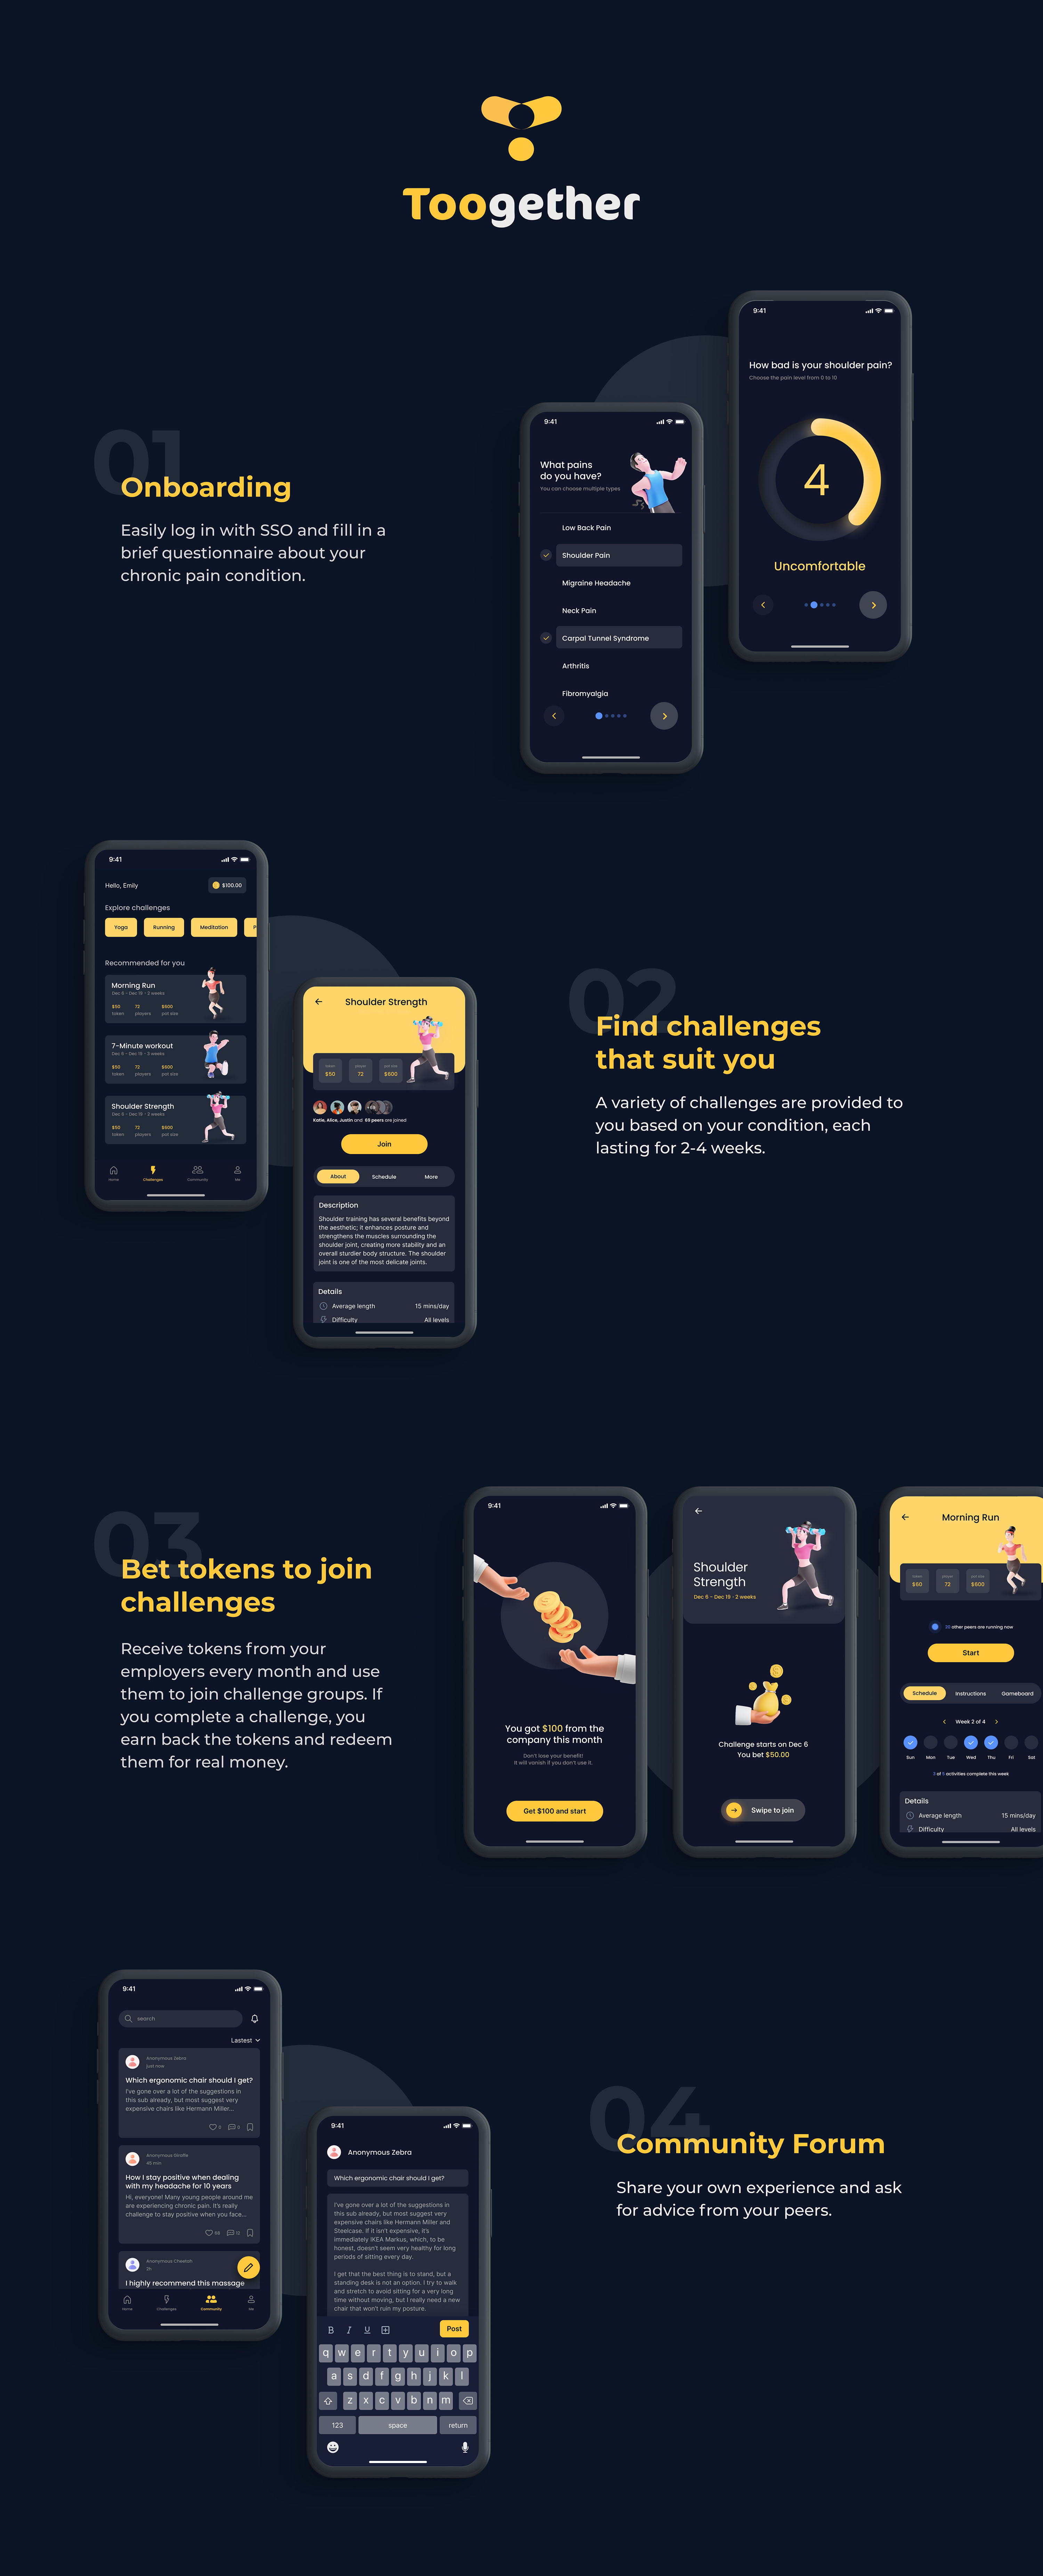 Toogether
01
Onboarding
Easily log in with SSO and fill in a
brief questionnaire about your
chronic pain condition.
9:41
What pains
do you have?
You can choose multiple types
Low Back Pain
Shoulder Pain
Migraine Headache
Neck Pain
Carpal Tunnel Syndrome
Arthritis
Fibromyalgia
9:41
How bad is your shoulder pain?
Choose the pain level from 0 to 10
4
Uncomfortable
9:41
Hello, Emily
$100.00
Explore challenges
Yoga
Running
Meditation
Recommended for you
Morning Run
Dec 6 - Dec 19 - 2 weeks
$50 72 $600
token players pot size
7-Minute workout
$50 72 $600
token players pot size
Shoulder Strength
$50 72 $600
token players pot size
Home Challenges Community Me
Shoulder Strength
token player pot size
$50 72 $600
Katie, Alice, Justin and 69 peers are joined
Join
About Schedule More
Description
Shoulder training has several benefits beyond
the aesthetic; it enhances posture and
strengthens the muscles surrounding the
shoulder joint, creating more stability and an
overall sturdier body structure. The shoulder
joint is one of the most delicate joints.
Details
Average length 15 mins/day
Difficulty All levels
02
Find challenges
that suit you
A variety of challenges are provided to
you based on your condition, each
lasting for 2-4 weeks.
03
Bet tokens to join
challenges
Receive tokens from your
employers every month and use
them to join challenge groups. If
you complete a challenge, you
earn back the tokens and redeem
them for real money.
9:41
You got $100 from the
company this month
Don't lose your benefit!
It will vanish if you don't use it.
Get $100 and start
Shoulder
Strength
Dec 6 - Dec 19 · 2 weeks
Challenge starts on Dec 6
You bet $50.00
Swipe to join
Morning Run
token player pot size
$50 72 $600
other peers are running now
Start
Schedule Instructions Gameboard
Week 2 of 4
Sun Mon Tue Wed Thu Fri Sat
activities complete this week
Details
Average length 15 mins/day
Difficulty All levels
9:41
search
Lastest
Anonymous Zebra
just now
Which ergonomic chair should I get?
I've gone over a lot of the suggestions in
this sub already, but most suggest very
expensive chairs like Hermann Miller...
Anonymous Giraffe
45 min
How I stay positive when dealing
with my headache for 10 years
Hi, everyone! Many young people around me
are experiencing chronic pain. It's really
challenge to stay positive when you face...
Anonymous Cheetah
2h
I highly recommend this massage
Home Challenges Community Me
9:41
Anonymous Zebra
Which ergonomic chair should I get?
I've gone over a lot of the suggestions in
this sub already, but most suggest very
expensive chairs like Hermann Miller and
Steelcase. If it isn't expensive, it's
immediately IKEA Markus, which, to be
honest, doesn't seem very healthy for long
periods of sitting every day.
I get that the best thing is to stand, but a
standing desk is not an option. I try to walk
and stretch to avoid sitting for a very long
time without moving, but I really need a new
chair that won't ruin my posture.
B I U
Post
q w e r t y u i o p
a s d f g h j k l
z x c v b n m
123 space return
04
Community Forum
Share your own experience and ask
for advice from your peers.